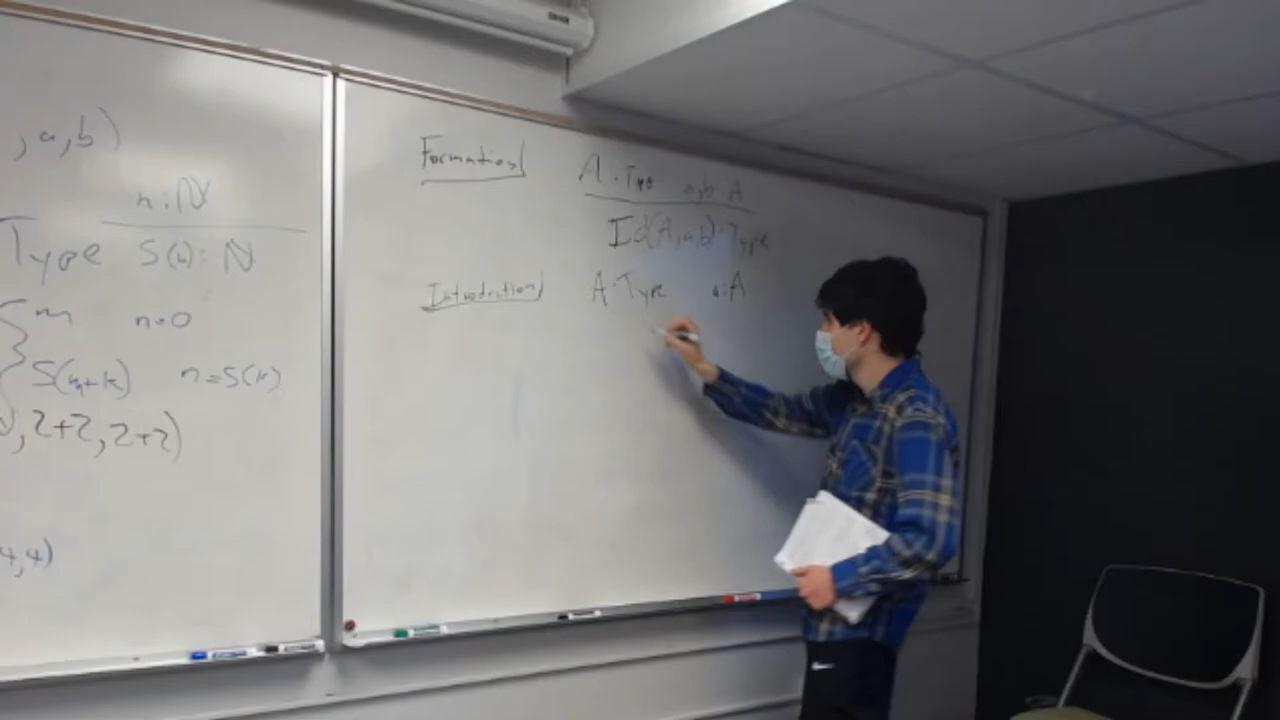 , a, b)
n : ℕ
Type S(n) : ℕ
{ m n=0
S(m+k) n=S(k)
, 2+2, 2+2)
4,4)
Formation
A : Type a,b : A
Id(A,a,b) : Type
Introduction
A : Type a : A